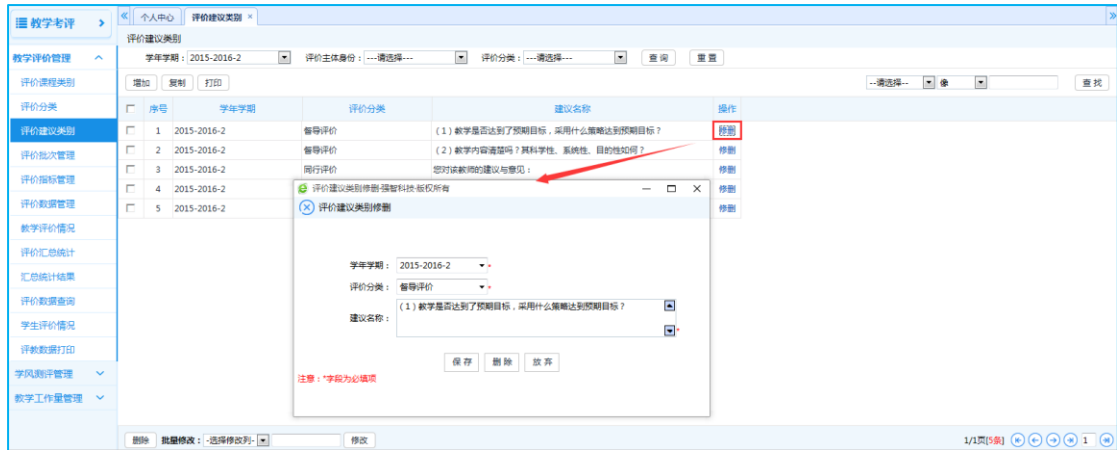 教学考评
个人中心 评价建议类别 ×
评价建议类别
教学评价管理
学年学期：2015-2016-2 评价主体身份：---请选择--- 评价分类：---请选择--- 查 询 重 置
评价课程类别
增加 复制 打印 --请选择-- 像 查 找
评价分类
序号 学年学期 评价分类 建议名称 操作
评价建议类别
1 2015-2016-2 督导评价 (1)教学是否达到了预期目标，采用什么策略达到预期目标？ 修删
评价批次管理
2 2015-2016-2 督导评价 (2)教学内容清楚吗？其科学性、系统性、目的性如何？ 修删
评价指标管理
3 2015-2016-2 同行评价 您对该教师的建议与意见： 修删
4 2015-2016-2 修删
评价数据管理
5 2015-2016-2 修删
教学评价情况
评价汇总统计
汇总统计结果
评价数据查询
学生评价情况
评教数据打印
学风测评管理
教学工作量管理
评价建议类别修删-强智科技-版权所有
评价建议类别修删
学年学期： 2015-2016-2 *
评价分类： 督导评价 *
(1)教学是否达到了预期目标，采用什么策略达到预期目标？
建议名称： *
保 存 删 除 放 弃
注意：*字段为必填项
删除 批量修改： -选择修改列- 修改 1/1页[5条] 1